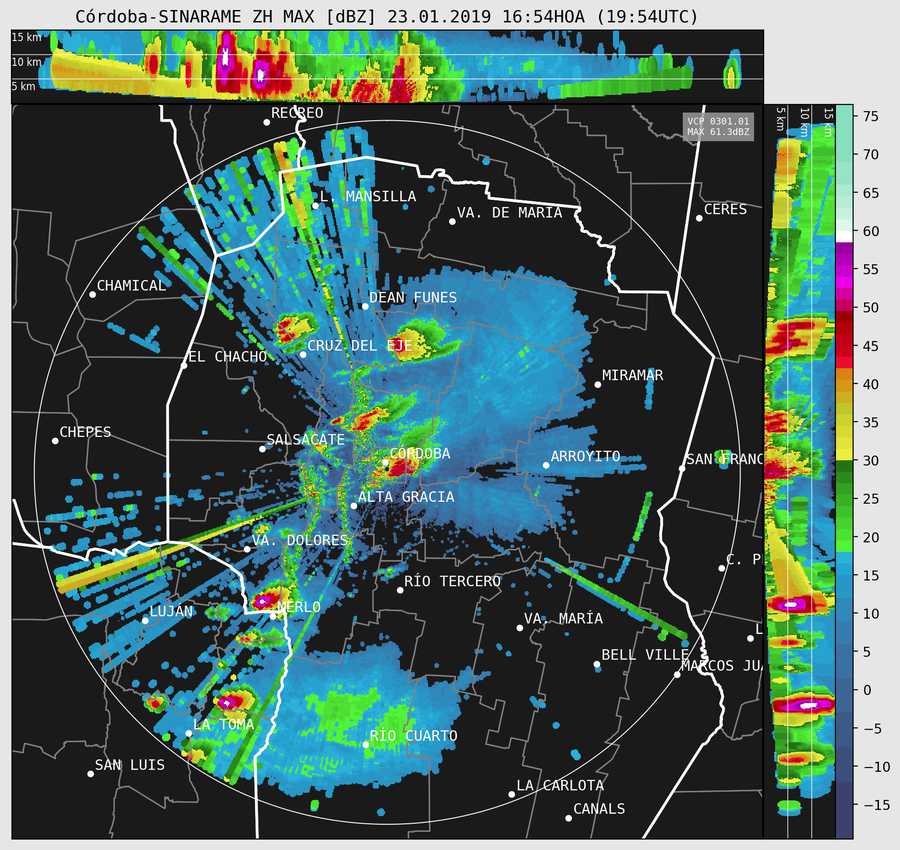 Córdoba-SINARAME ZH MAX [dBZ] 23.01.2019 16:54HOA (19:54UTC)
15 km
10 km
5 km
RECREO
VCP 0301.01
MAX 61.3dBZ
5 km
10 km
15 km
L. MANSILLA
VA. DE MARÍA
CERES
CHAMICAL
DEAN FUNES
EL CHACHO
CRUZ DEL EJE
MIRAMAR
CHEPES
SALSACATE
CÓRDOBA
ARROYITO
SAN FRANC
ALTA GRACIA
VA. DOLORES
C. P
RÍO TERCERO
LUJÁN
MERLO
VA. MARÍA
L
BELL VILLE
MARCOS JUÁ
LA TOMA
RÍO CUARTO
SAN LUIS
LA CARLOTA
CANALS
75
70
65
60
55
50
45
40
35
30
25
20
15
10
5
0
−5
−10
−15